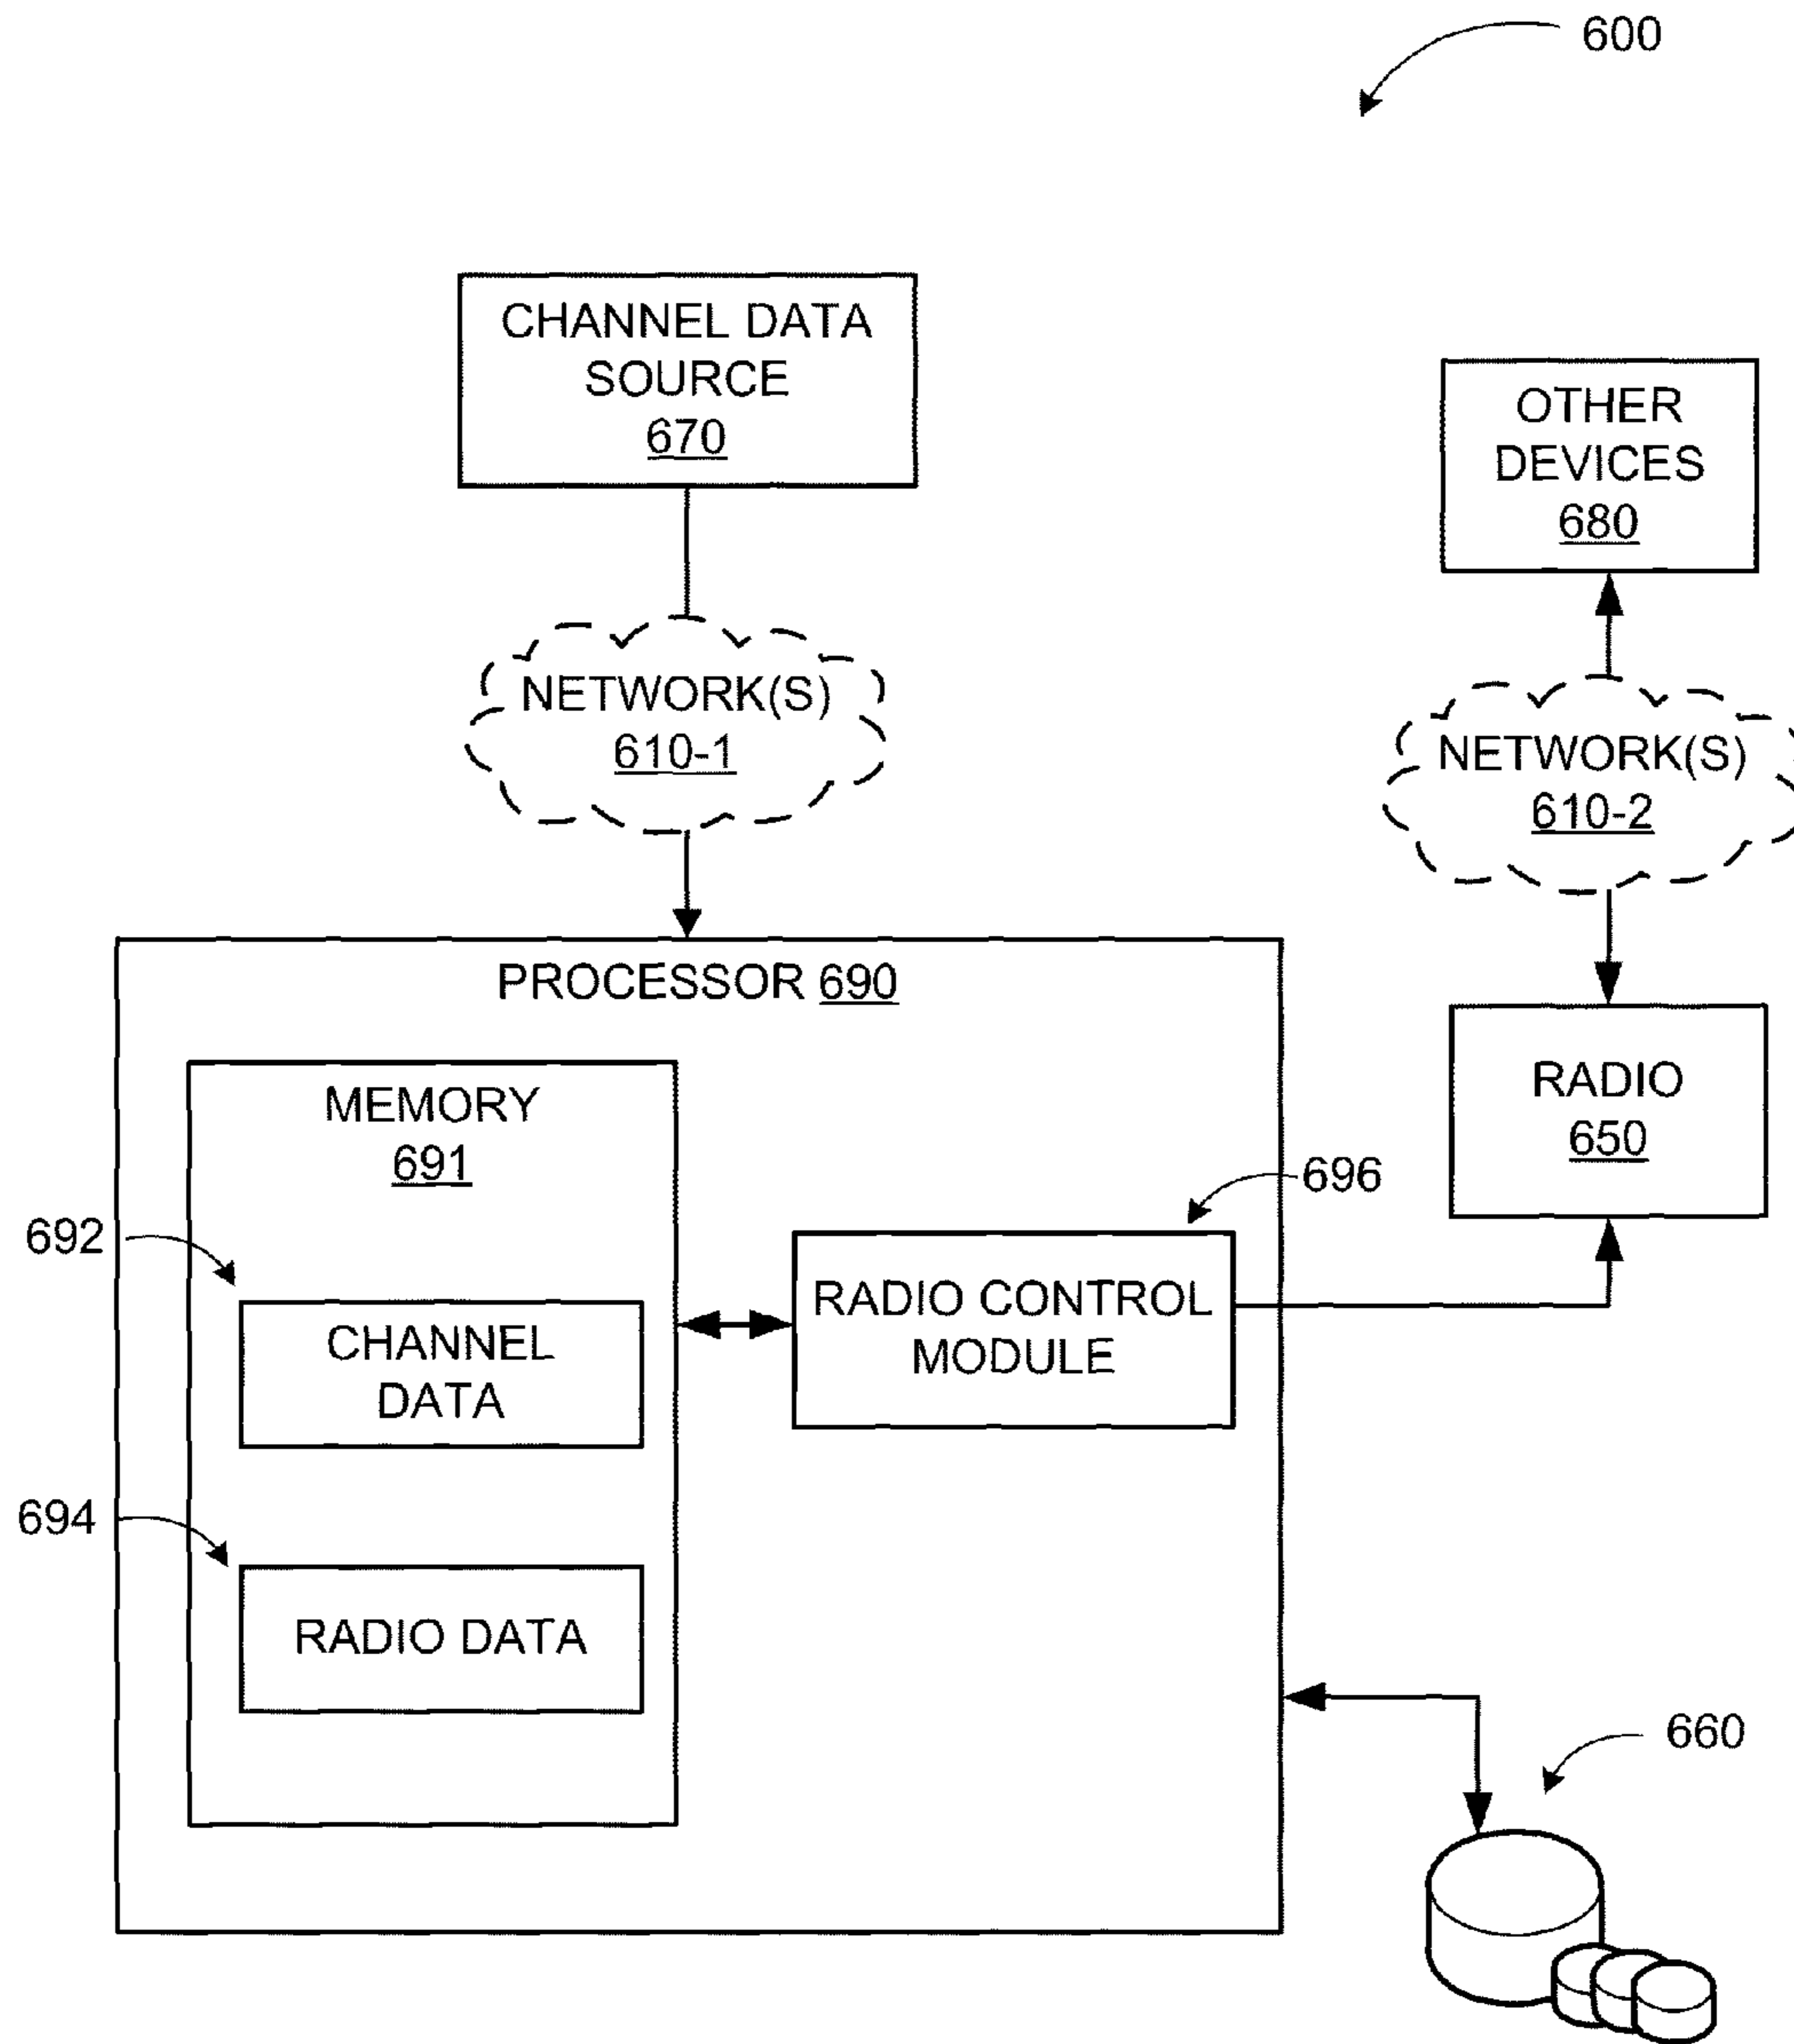 600
CHANNEL DATA
SOURCE
670
OTHER
DEVICES
680
NETWORK(S)
610-1
NETWORK(S)
610-2
PROCESSOR 690
MEMORY
691
RADIO
650
696
692
CHANNEL
DATA
RADIO CONTROL
MODULE
694
RADIO DATA
660